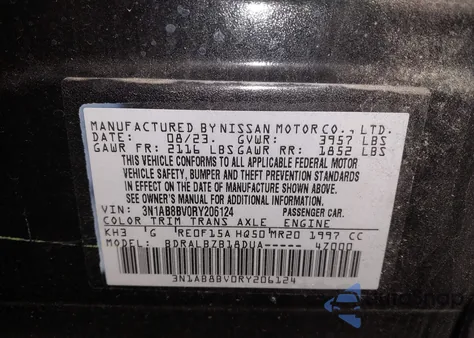 MANUFACTURED BY NISSAN MOTOR CO., LTD.
DATE: 08/23. GVWR: 3957 LBS
GAWR FR: 2116 LBS GAWR RR: 1852 LBS
THIS VEHICLE CONFORMS TO ALL APPLICABLE FEDERAL MOTOR
VEHICLE SAFETY, BUMPER AND THEFT PREVENTION STANDARDS
IN EFFECT ON THE DATE OF MANUFACTURE SHOWN ABOVE.
SEE OWNER'S MANUAL FOR ADDITIONAL INFORMATION.
VIN: 3N1AB8BV0RY206124 PASSENGER CAR.
COLOR TRIM TRANS AXLE ENGINE
KH3 G RE0F15A HQ50 MR20 1997 CC
MODEL: BDRALBZB18DUA----- 47000
3N1AB8BV0RY206124
autosnap